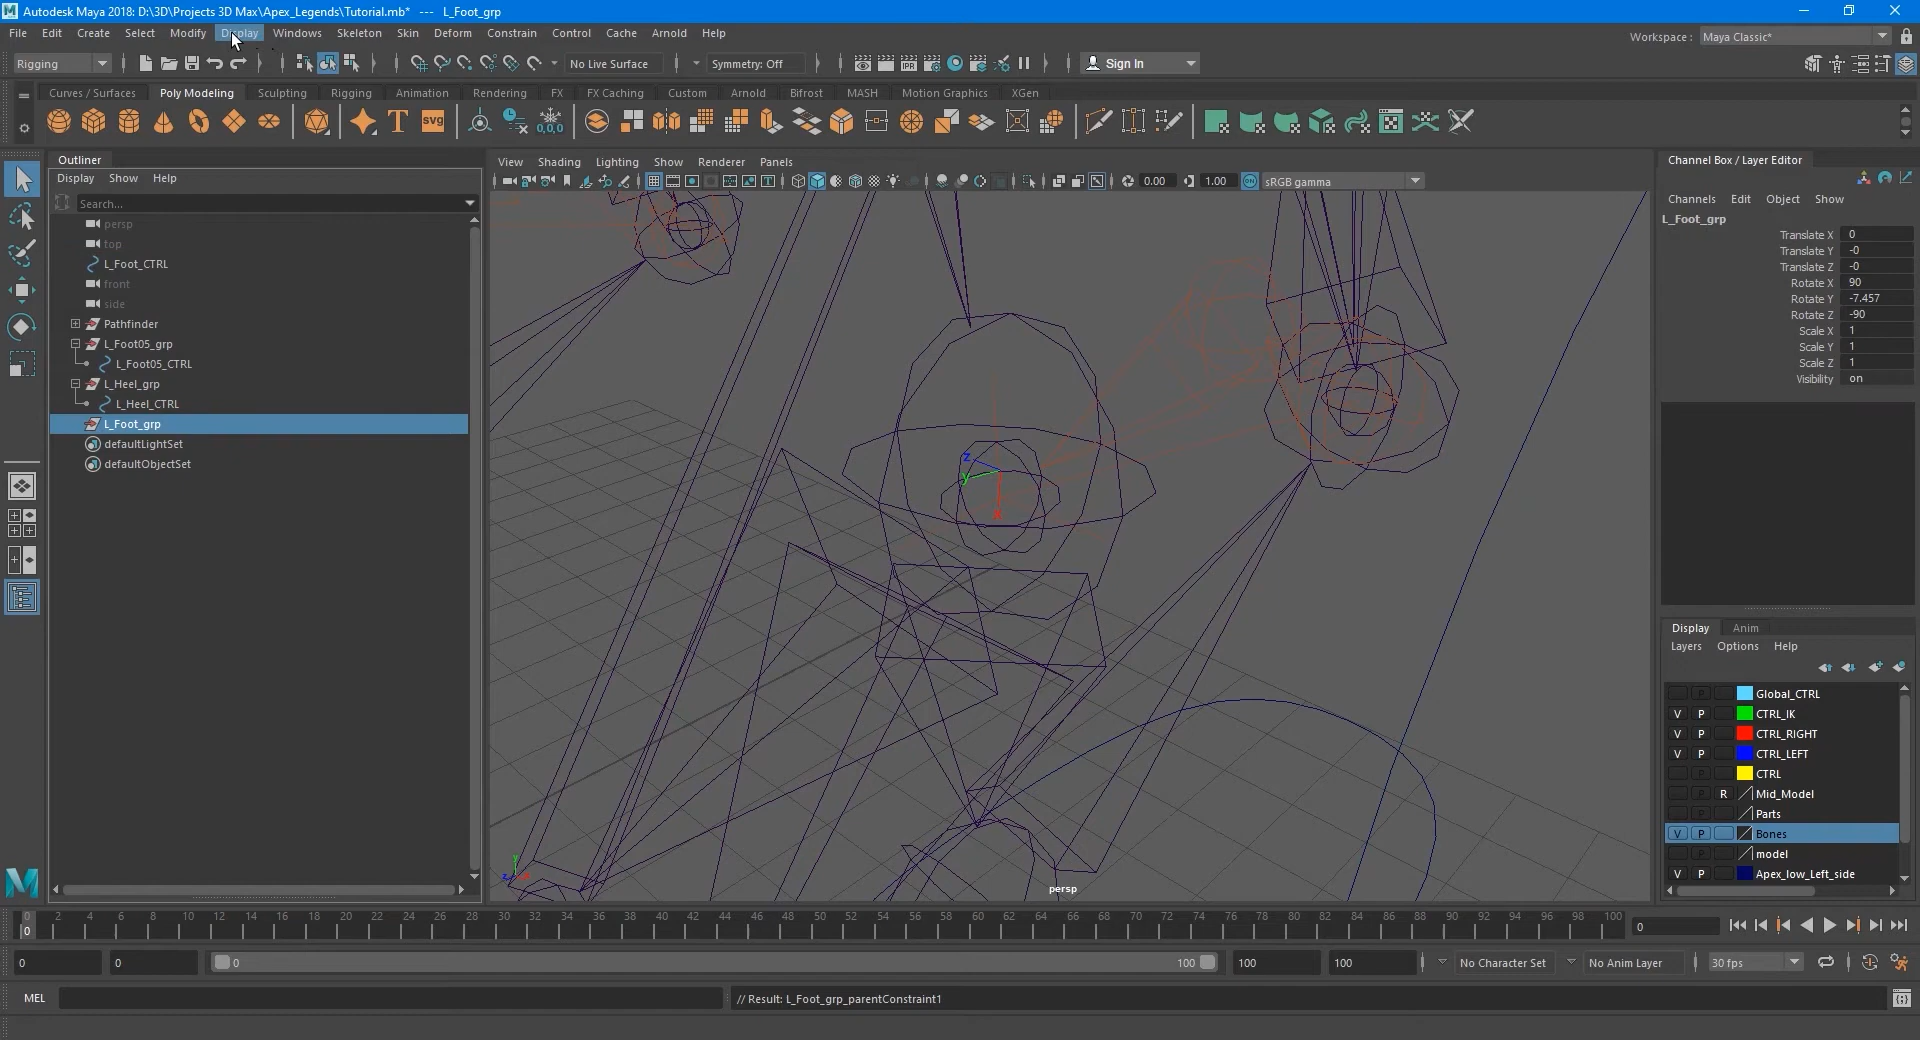 Autodesk Maya 2018: D:\3D\Projects 3D Max\Apex_Legends\Tutorial.mb* --- L_Foot_grp
File Edit Create Select Modify Display Windows Skeleton Skin Deform Constrain Control Cache Arnold Help
Workspace : Maya Classic*
Rigging No Live Surface Symmetry: Off Sign In
Curves / Surfaces Poly Modeling Sculpting Rigging Animation Rendering FX FX Caching Custom Arnold Bifrost MASH Motion Graphics XGen
T svg 0,0,0
Outliner
Display Show Help
Search...
persp
top
L_Foot_CTRL
front
side
Pathfinder
L_Foot05_grp
L_Foot05_CTRL
L_Heel_grp
L_Heel_CTRL
L_Foot_grp
defaultLightSet
defaultObjectSet
View Shading Lighting Show Renderer Panels
0.00 1.00 ON sRGB gamma
z
y
x
y
z x
persp
Channel Box / Layer Editor
Channels Edit Object Show
L_Foot_grp
Translate X 0
Translate Y -0
Translate Z -0
Rotate X 90
Rotate Y -7.457
Rotate Z -90
Scale X 1
Scale Y 1
Scale Z 1
Visibility on
Display Anim
Layers Options Help
P Global_CTRL
V P CTRL_IK
V P CTRL_RIGHT
V P CTRL_LEFT
P CTRL
P R Mid_Model
P Parts
V P Bones
P model
V P Apex_low_Left_side
0 2 4 6 8 10 12 14 16 18 20 22 24 26 28 30 32 34 36 38 40 42 44 46 48 50 52 54 56 58 60 62 64 66 68 70 72 74 76 78 80 82 84 86 88 90 92 94 96 98 100
0 0
0 0 0 100 100 100 No Character Set No Anim Layer 30 fps
MEL // Result: L_Foot_grp_parentConstraint1